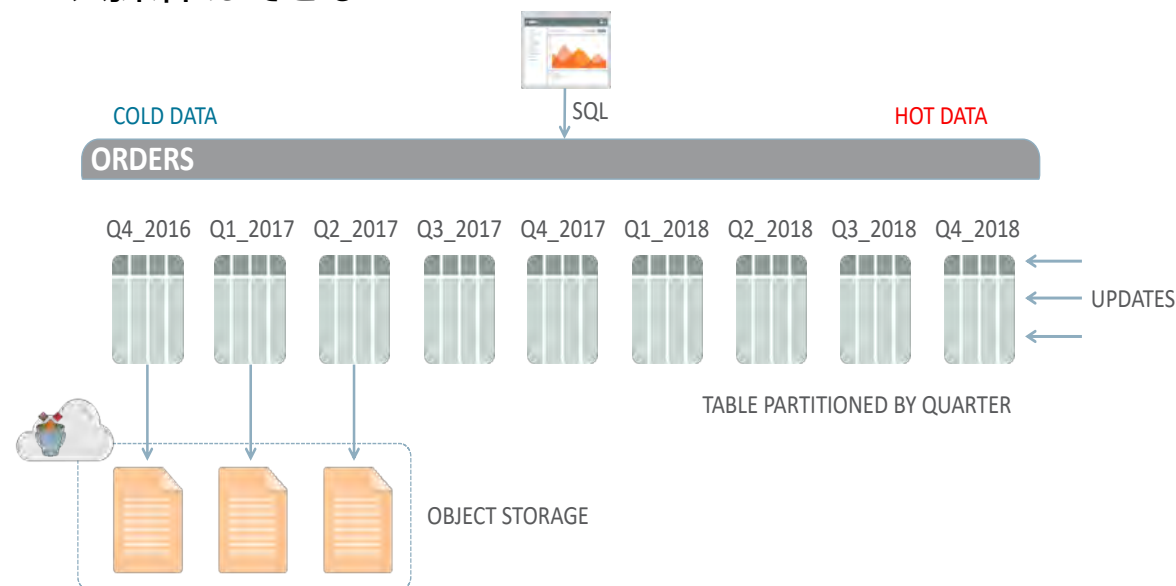 SQL
COLD DATA
HOT DATA
ORDERS
Q4_2016 Q1_2017 Q2_2017 Q3_2017 Q4_2017 Q1_2018 Q2_2018 Q3_2018 Q4_2018
UPDATES
TABLE PARTITIONED BY QUARTER
OBJECT STORAGE